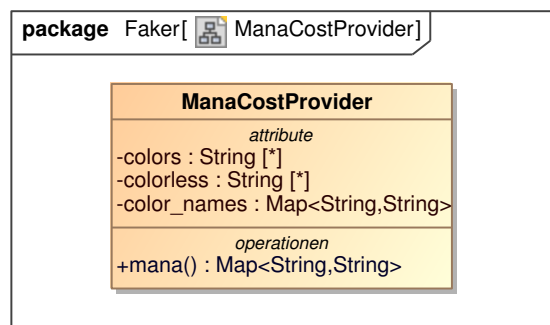 package Faker[ ManaCostProvider]
ManaCostProvider
attribute
-colors : String [*]
-colorless : String [*]
-color_names : Map<String,String>
operationen
+mana() : Map<String,String>